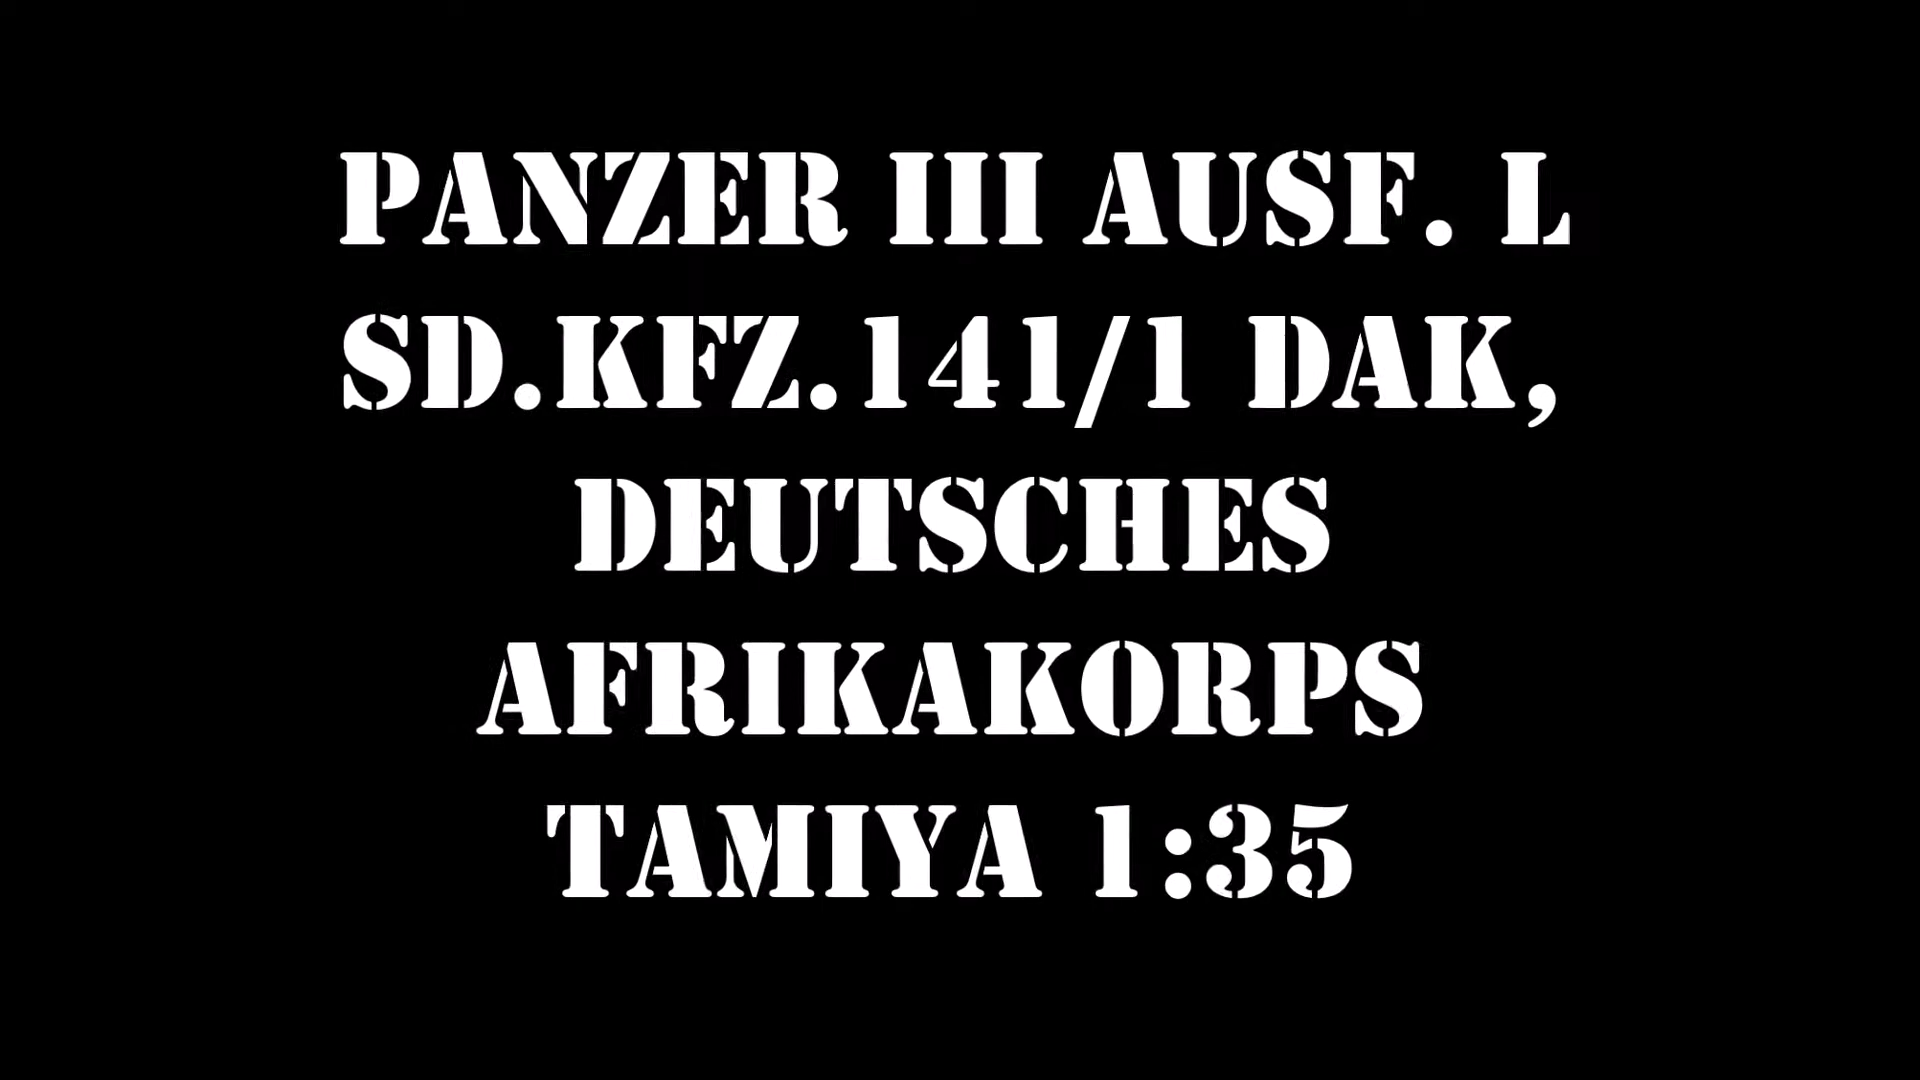 PANZER III AUSF. L
SD.KFZ.141/1 DAK,
DEUTSCHES
AFRIKAKORPS
TAMIYA 1:35